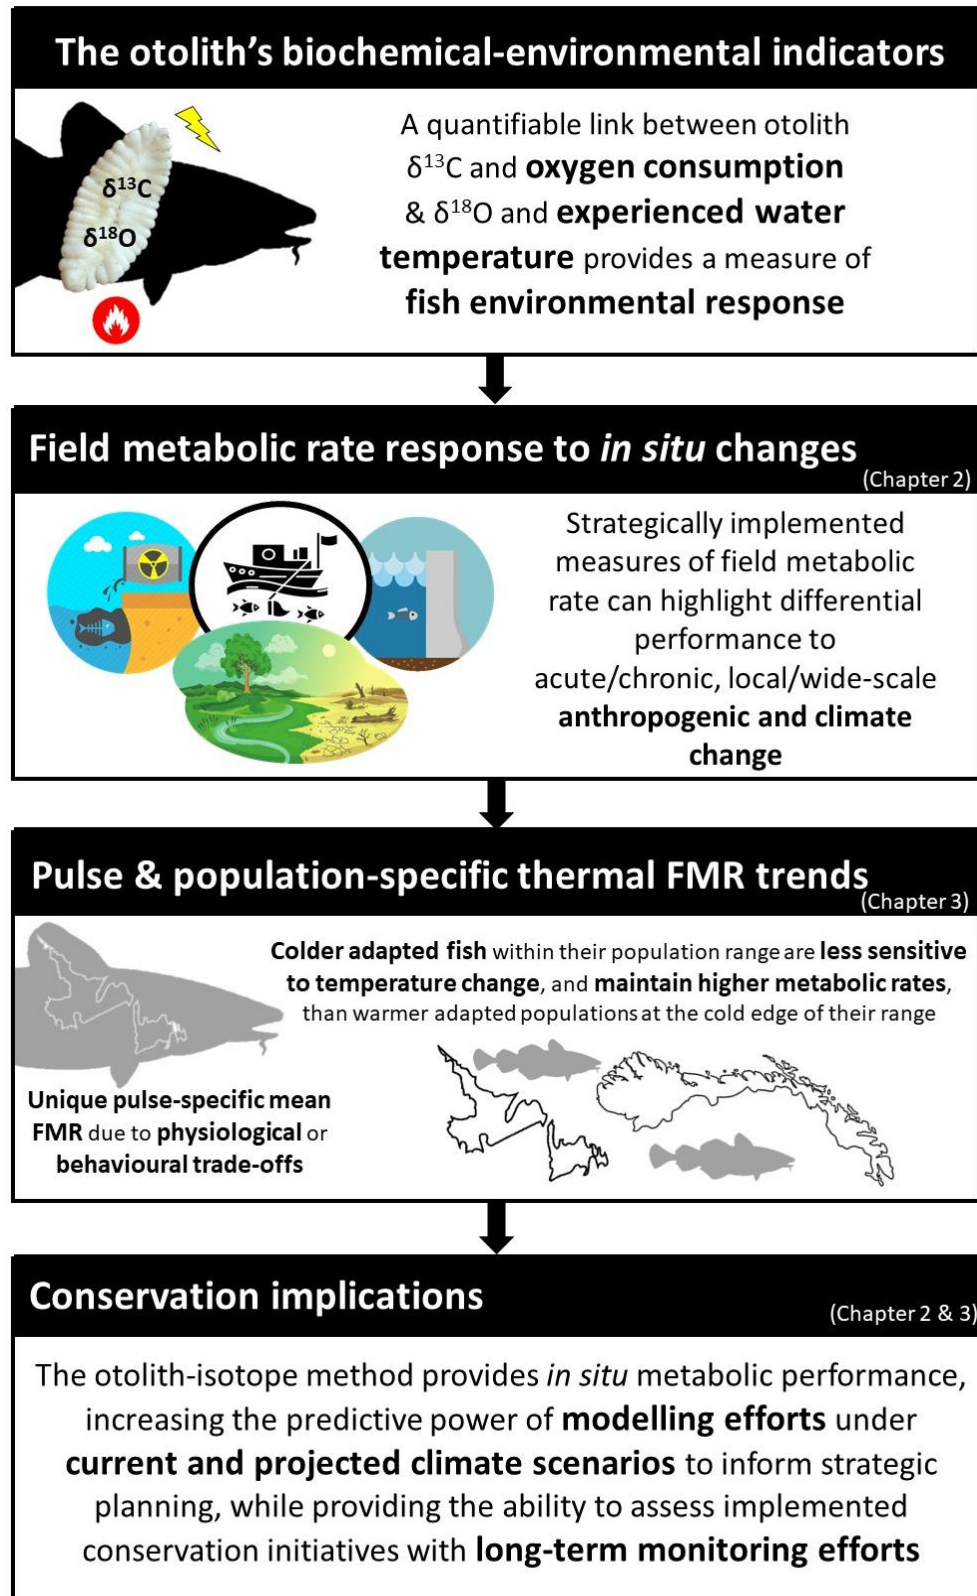 The otolith's biochemical-environmental indicators
δ13C
δ18O
A quantifiable link between otolith
δ13C and oxygen consumption
& δ18O and experienced water
temperature provides a measure of
fish environmental response
Field metabolic rate response to in situ changes
(Chapter 2)
Strategically implemented
measures of field metabolic
rate can highlight differential
performance to
acute/chronic, local/wide-scale
anthropogenic and climate
change
Pulse & population-specific thermal FMR trends
(Chapter 3)
Colder adapted fish within their population range are less sensitive
to temperature change, and maintain higher metabolic rates,
than warmer adapted populations at the cold edge of their range
Unique pulse-specific mean
FMR due to physiological or
behavioural trade-offs
Conservation implications
(Chapter 2 & 3)
The otolith-isotope method provides in situ metabolic performance,
increasing the predictive power of modelling efforts under
current and projected climate scenarios to inform strategic
planning, while providing the ability to assess implemented
conservation initiatives with long-term monitoring efforts